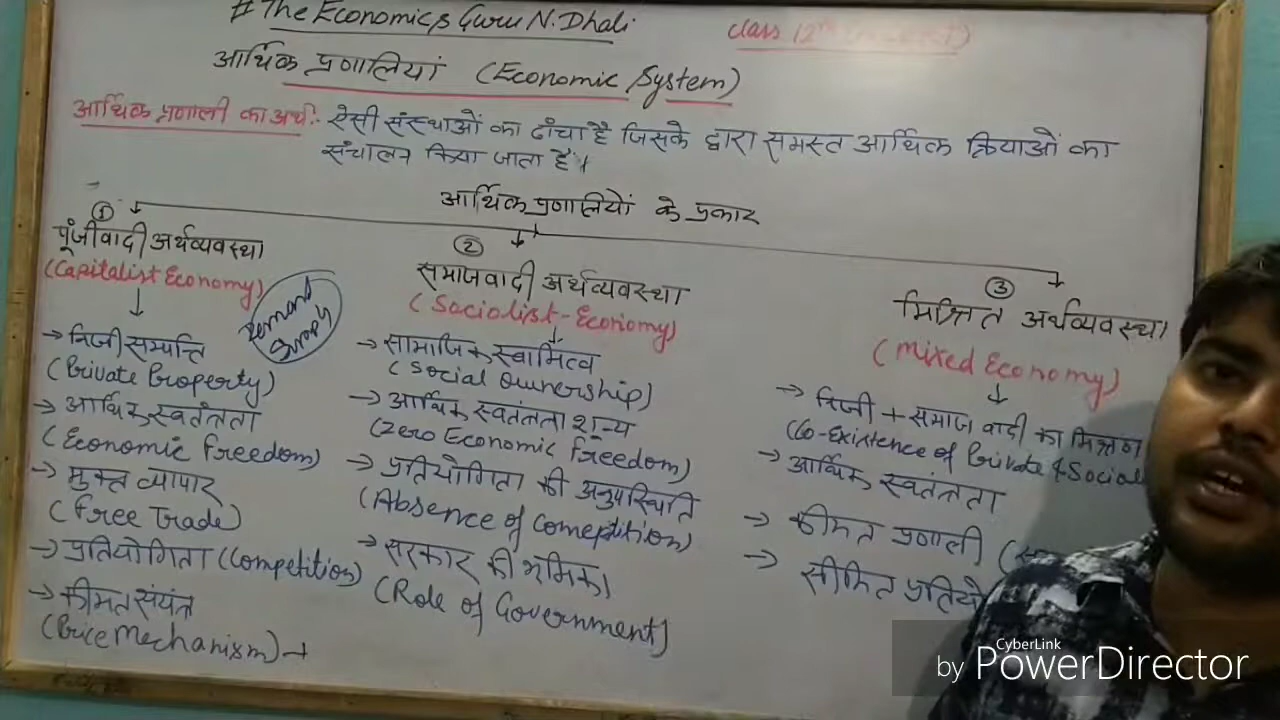 #The Economics Guru N. Dhali
class 12th
आर्थिक प्रणालियां (Economic System)
आर्थिक प्रणाली का अर्थ:- ऐसी संस्थाओं का ढांचा है जिसके द्वारा समस्त आर्थिक क्रियाओं का
संचालन किया जाता है।
आर्थिक प्रणालियों के प्रकार
①
पूंजीवादी अर्थव्यवस्था
(Capitalist Economy)
→ निजी सम्पत्ति
(Private Property)
→ आर्थिक स्वतंत्रता
(Economic Freedom)
→ मुक्त व्यापार
(Free Trade)
→ प्रतियोगिता (Competition)
→ कीमत संयंत्र
(Price Mechanism)
Demand
Graph
②
समाजवादी अर्थव्यवस्था
(Socialist-Economy)
→ सामाजिक स्वामित्व
(Social Ownership)
→ आर्थिक स्वतंत्रता शून्य
(Zero Economic Freedom)
→ प्रतियोगिता की अनुपस्थिति
(Absence of Comeptition)
→ सरकार की भूमिका
(Role of Government)
③
मिश्रित अर्थव्यवस्था
(Mixed Economy)
→ निजी + समाजवादी का मिश्रण
(Co-Existence of Private & Social
→ आर्थिक स्वतंत्रता
→ कीमत प्रणाली
→ सीमित प्रतियो
CyberLink
by PowerDirector